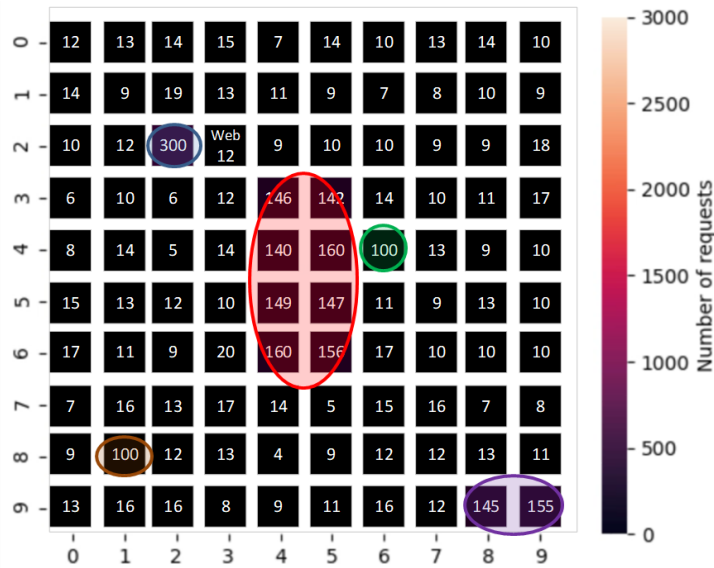 0 12 13 14 15 7 14 10 13 14 10
1 14 9 19 13 11 9 7 8 10 9
2 10 12 300 Web 12 9 10 10 9 9 18
3 6 10 6 12 146 142 14 10 11 17
4 8 14 5 14 140 160 100 13 9 10
5 15 13 12 10 149 147 11 9 13 10
6 17 11 9 20 160 156 17 10 10 10
7 7 16 13 17 14 5 15 16 7 8
8 9 100 12 13 4 9 12 12 13 11
9 13 16 16 8 9 11 16 12 145 155
0 1 2 3 4 5 6 7 8 9
3000
2500
2000
1500
1000
500
0
Number of requests